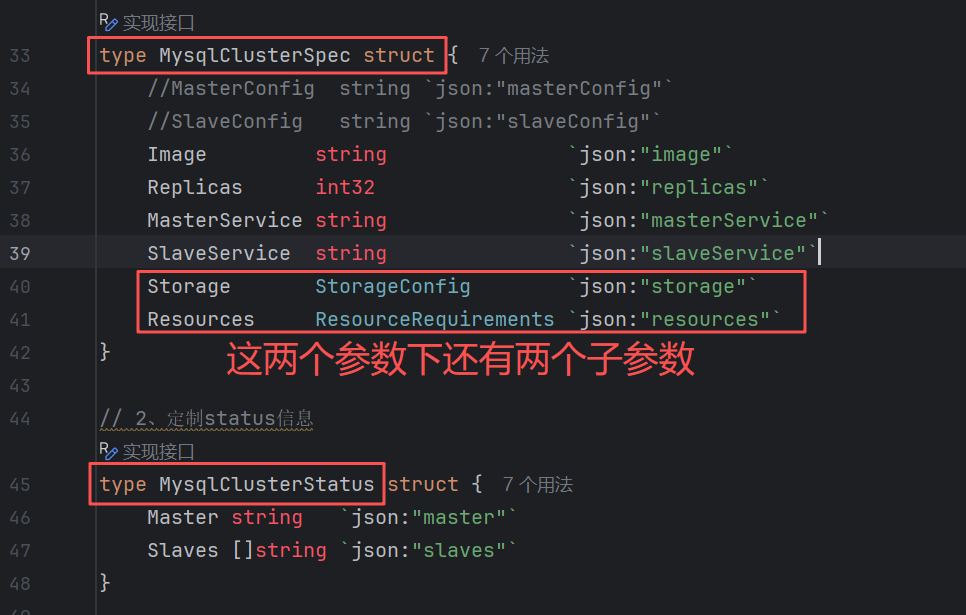 实现接口
33 type MysqlClusterSpec struct { 7 个用法
34 //MasterConfig string `json:"masterConfig"`
35 //SlaveConfig string `json:"slaveConfig"`
36 Image string `json:"image"`
37 Replicas int32 `json:"replicas"`
38 MasterService string `json:"masterService"`
39 SlaveService string `json:"slaveService"`
40 Storage StorageConfig `json:"storage"`
41 Resources ResourceRequirements `json:"resources"`
42 }
这两个参数下还有两个子参数
43
44 // 2、定制status信息
实现接口
45 type MysqlClusterStatus struct { 7 个用法
46 Master string `json:"master"`
47 Slaves []string `json:"slaves"`
48 }